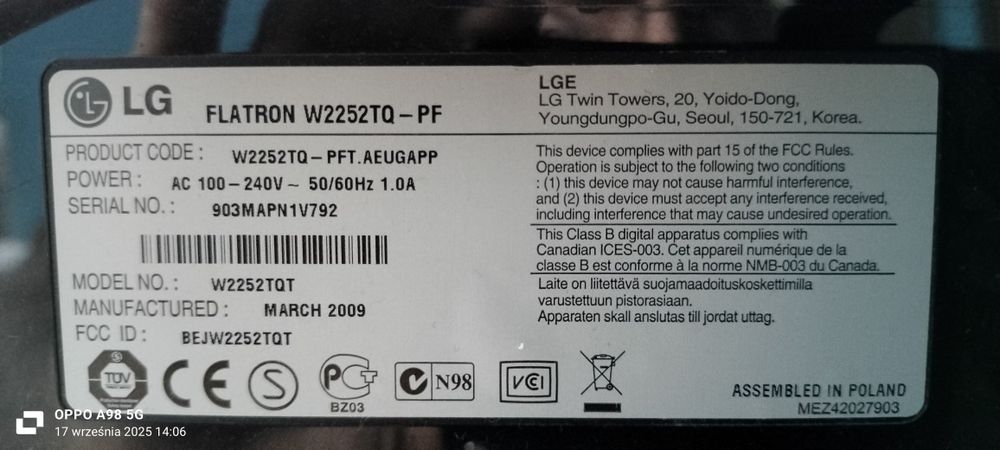 LG
FLATRON W2252TQ-PF
LGE
LG Twin Towers, 20, Yoido-Dong,
Youngdungpo-Gu, Seoul, 150-721, Korea.
PRODUCT CODE: W2252TQ-PFT.AEUGAPP
POWER: AC 100-240V~ 50/60Hz 1.0A
SERIAL NO.: 903MAPN1V792
MODEL NO.: W2252TQT
MANUFACTURED: MARCH 2009
FCC ID: BEJW2252TQT
This device complies with part 15 of the FCC Rules.
Operation is subject to the following two conditions
: (1) this device may not cause harmful interference,
and (2) this device must accept any interference received,
including interference that may cause undesired operation.
This Class B digital apparatus complies with
Canadian ICES-003. Cet appareil numérique de la
classe B est conforme à la norme NMB-003 du Canada.
Laite on liitettävä suojamaadoituskoskettimilla
varustettuun pistorasiaan.
Apparaten skall anslutas till jordat uttag.
TÜV
CE
S
PCT
BZ03
N98
VCI
ASSEMBLED IN POLAND
MEZ42027903
OPPO A98 5G
17 września 2025 14:06